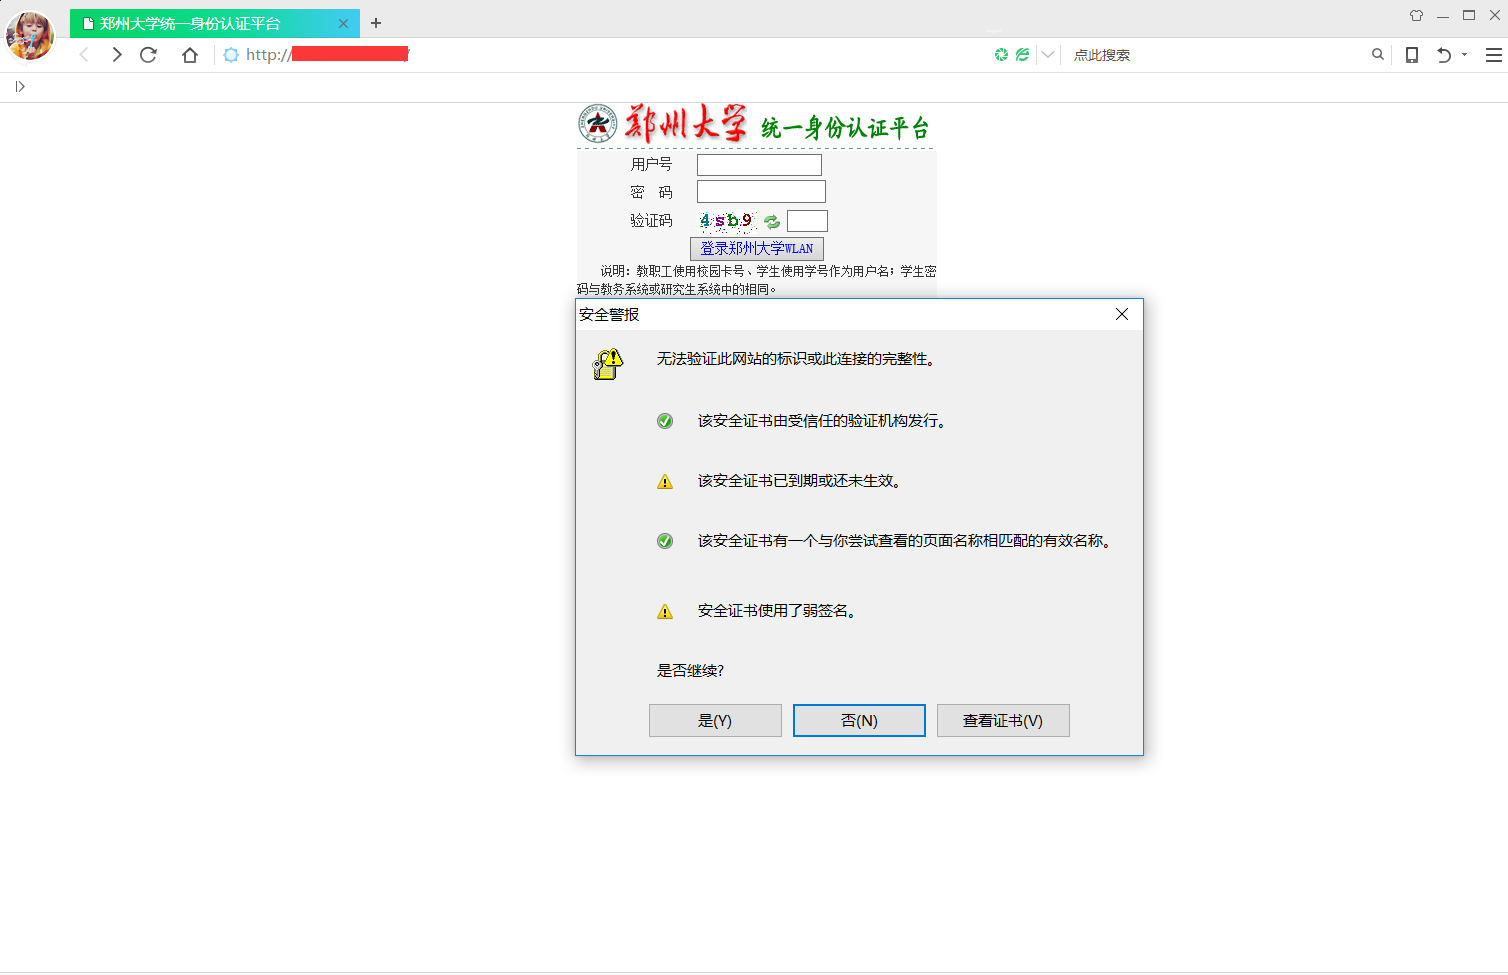 郑州大学统一身份认证平台
http://
点此搜索
郑州大学 统一身份认证平台
用户号
密 码
验证码 4sb9
登录郑州大学WLAN
说明：教职工使用校园卡号、学生使用学号作为用户名；学生密
码与教务系统或研究生系统中的相同。
安全警报
无法验证此网站的标识或此连接的完整性。
该安全证书由受信任的验证机构发行。
该安全证书已到期或还未生效。
该安全证书有一个与你尝试查看的页面名称相匹配的有效名称。
安全证书使用了弱签名。
是否继续?
是(Y) 否(N) 查看证书(V)